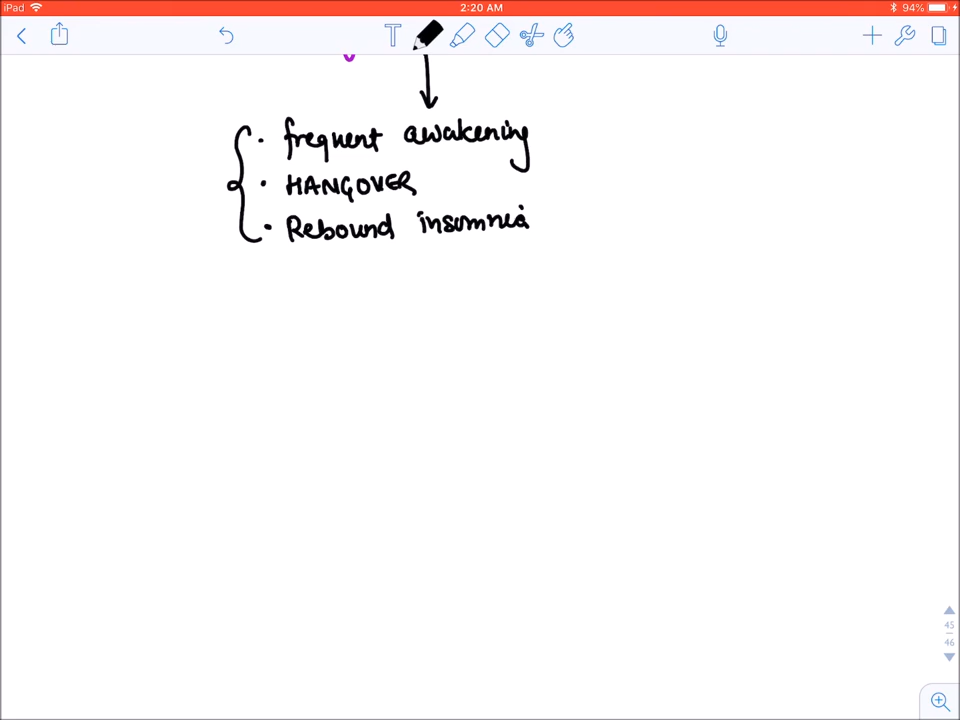 iPad 2:20 AM 94%
T
• frequent awakening
• HANGOVER
• Rebound insomnia
45
46